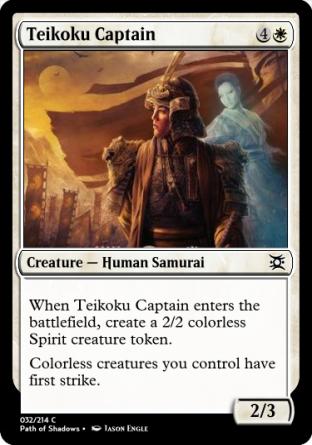 Teikoku Captain 4
Creature — Human Samurai
When Teikoku Captain enters the
battlefield, create a 2/2 colorless
Spirit creature token.
Colorless creatures you control have
first strike.
2/3
032/214 C
Path of Shadows • Jason Engle